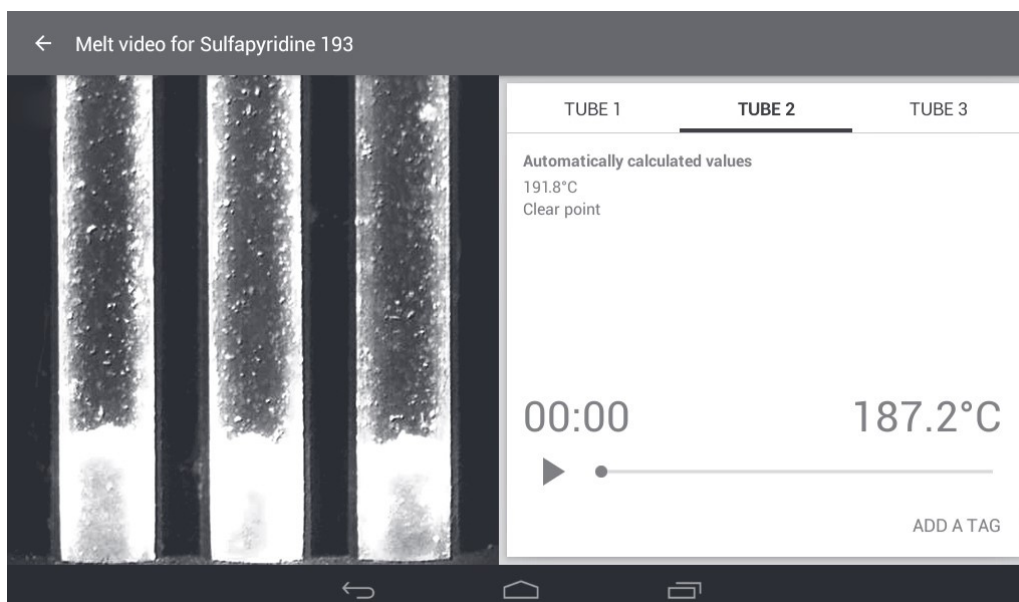 Melt video for Sulfapyridine 193
TUBE 1 TUBE 2 TUBE 3
Automatically calculated values
191.8°C
Clear point
00:00 187.2°C
ADD A TAG